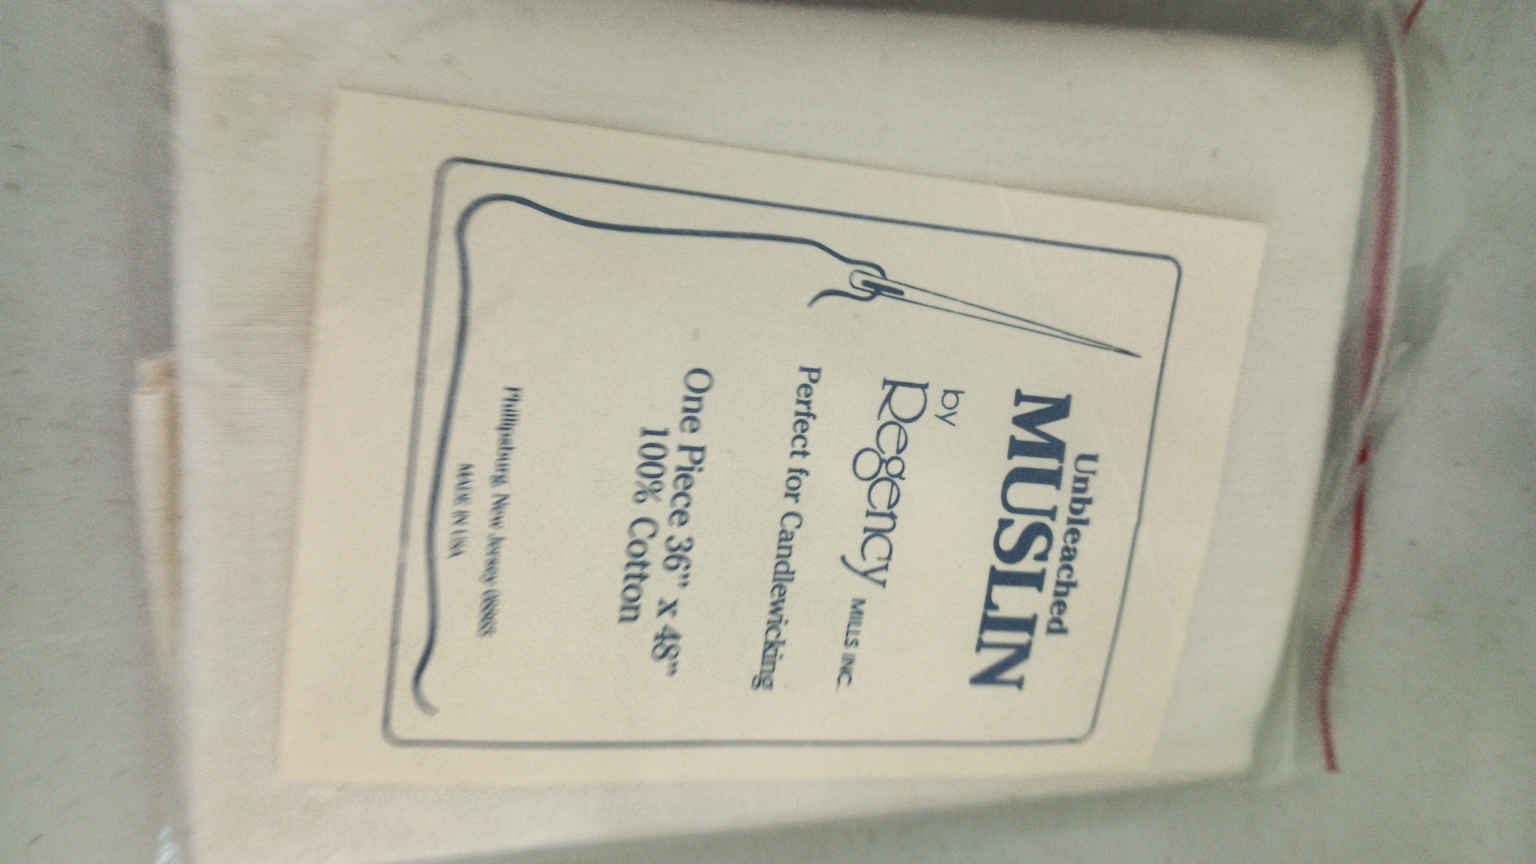 Unbleached
MUSLIN
by
Regency MILLS INC.
Perfect for Candlewicking
One Piece 36" x 48"
100% Cotton
Phillipsburg, New Jersey
MADE IN USA